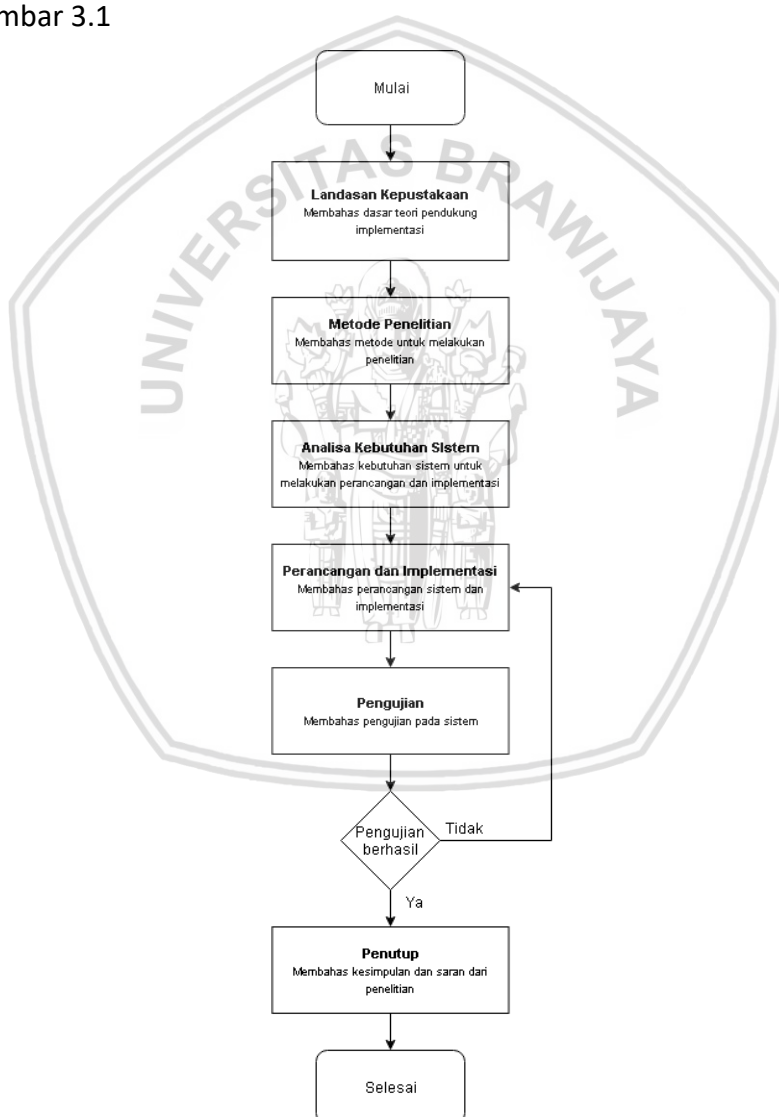 mbar 3.1
Mulai
UNIVERSITAS BRAWIJAYA
Landasan Kepustakaan
Membahas dasar teori pendukung
implementasi
Metode Penelitian
Membahas metode untuk melakukan
penelitian
Analisa Kebutuhan Sistem
Membahas kebutuhan sistem untuk
melakukan perancangan dan implementasi
Perancangan dan Implementasi
Membahas perancangan sistem dan
implementasi
Pengujian
Membahas pengujian pada sistem
Pengujian
berhasil
Tidak
Ya
Penutup
Membahas kesimpulan dan saran dari
penelitian
Selesai